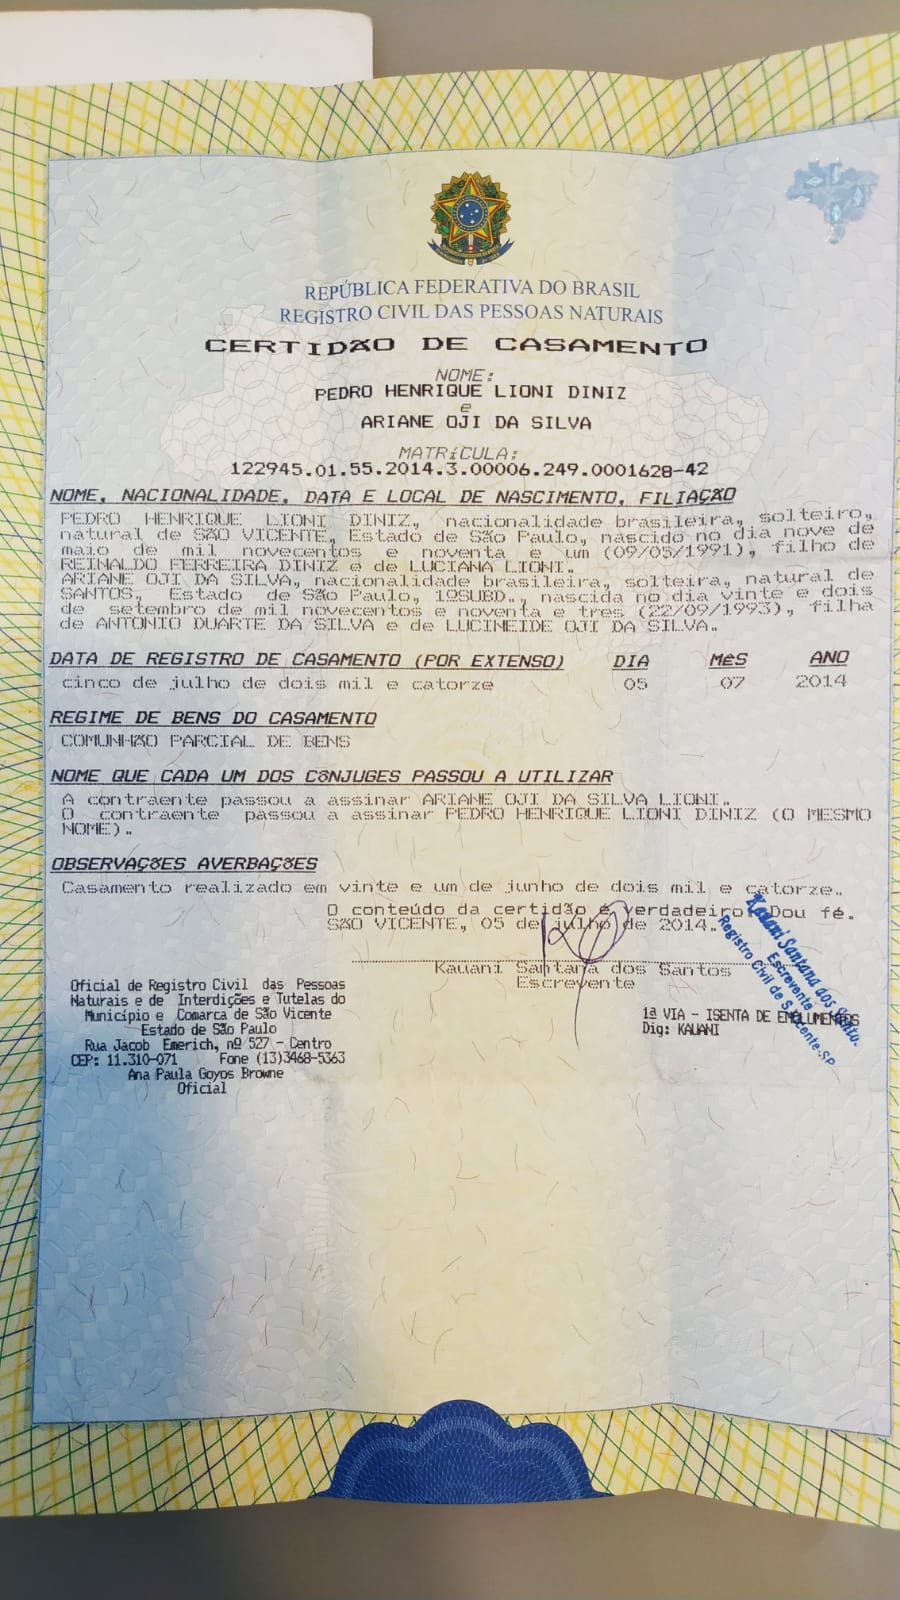 REPÚBLICA FEDERATIVA DO BRASIL
REGISTRO CIVIL DAS PESSOAS NATURAIS
CERTIDÃO DE CASAMENTO
NOME:
PEDRO HENRIQUE LIONI DINIZ
e
ARIANE OJI DA SILVA
MATRíCULA:
122945.01.55.2014.3.00006.249.0001628-42
NOME, NACIONALIDADE, DATA E LOCAL DE NASCIMENTO, FILIAÇÃO
PEDRO HENRIQUE LIONI DINIZ, nacionalidade brasileira, solteiro,
natural de SÃO VICENTE, Estado de São Paulo, nascido no dia nove de
maio de mil novecentos e noventa e um (09/05/1991), filho de
REINALDO FERREIRA DINIZ e de LUCIANA LIONI.
ARIANE OJI DA SILVA, nacionalidade brasileira, solteira, natural de
SANTOS, Estado de São Paulo, 1ºSUBD., nascida no dia vinte e dois
de setembro de mil novecentos e noventa e tres (22/09/1993), filha
de ANTONIO DUARTE DA SILVA e de LUCINEIDE OJI DA SILVA.
DATA DE REGISTRO DE CASAMENTO (POR EXTENSO) DIA MêS ANO
cinco de julho de dois mil e catorze 05 07 2014
REGIME DE BENS DO CASAMENTO
COMUNHÃO PARCIAL DE BENS
NOME QUE CADA UM DOS CôNJUGES PASSOU A UTILIZAR
A contraente passou a assinar ARIANE OJI DA SILVA LIONI.
O contraente passou a assinar PEDRO HENRIQUE LIONI DINIZ (O MESMO
NOME).
OBSERVAÇõES AVERBAÇõES
Casamento realizado em vinte e um de junho de dois mil e catorze.
O conteúdo da certidão é verdadeiro. Dou fé.
SÃO VICENTE, 05 de julho de 2014.
Kauani Santana dos Santos
Escrevente
Oficial de Registro Civil das Pessoas
Naturais e de Interdições e Tutelas do
Município e Comarca de São Vicente
Estado de São Paulo
Rua Jacob Emerich, nº 527 - Centro
CEP: 11.310-071 Fone (13)3468-5363
Ana Paula Goyos Browne
Oficial
1ª VIA - ISENTA DE EMOLUMENTOS
Dig: KAUANI
Kauani Santana dos Santos
Escrevente
Registro Civil de S. Vicente-SP